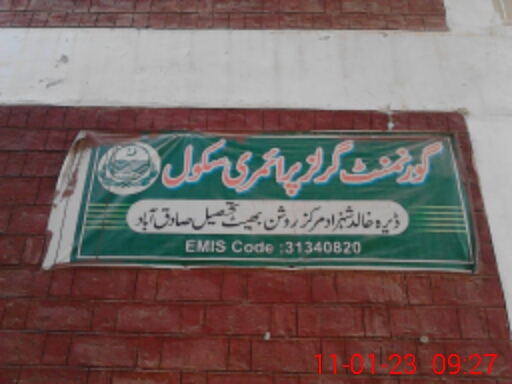 گورنمنٹ گرلز پرائمری سکول
ڈیرہ خالد شہزاد مرکز روشن بھیٹ تحصیل صادق آباد
EMIS Code :31340820
11-01-23 09:27